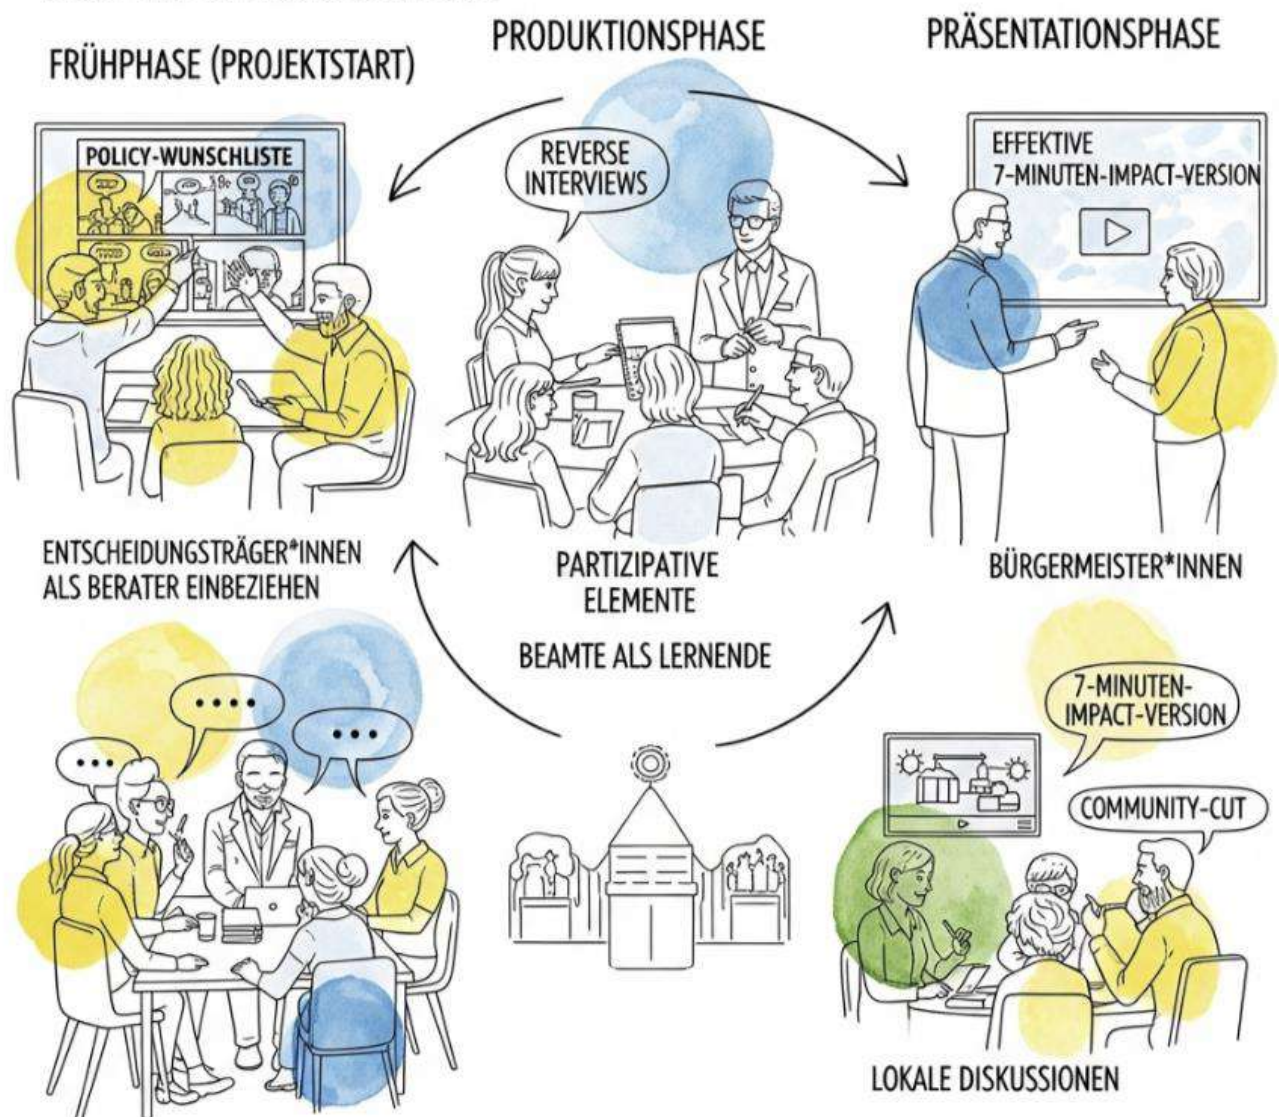 FRÜHPHASE (PROJEKTSTART)
PRODUKTIONSPHASE
PRÄSENTATIONSPHASE
POLICY-WUNSCHLISTE
REVERSE
INTERVIEWS
EFFEKTIVE
7-MINUTEN-IMPACT-VERSION
ENTSCHEIDUNGSTRÄGER*INNEN
ALS BERATER EINBEZIEHEN
PARTIZIPATIVE
ELEMENTE
BEAMTE ALS LERNENDE
BÜRGERMEISTER*INNEN
7-MINUTEN-
IMPACT-VERSION
COMMUNITY-CUT
LOKALE DISKUSSIONEN